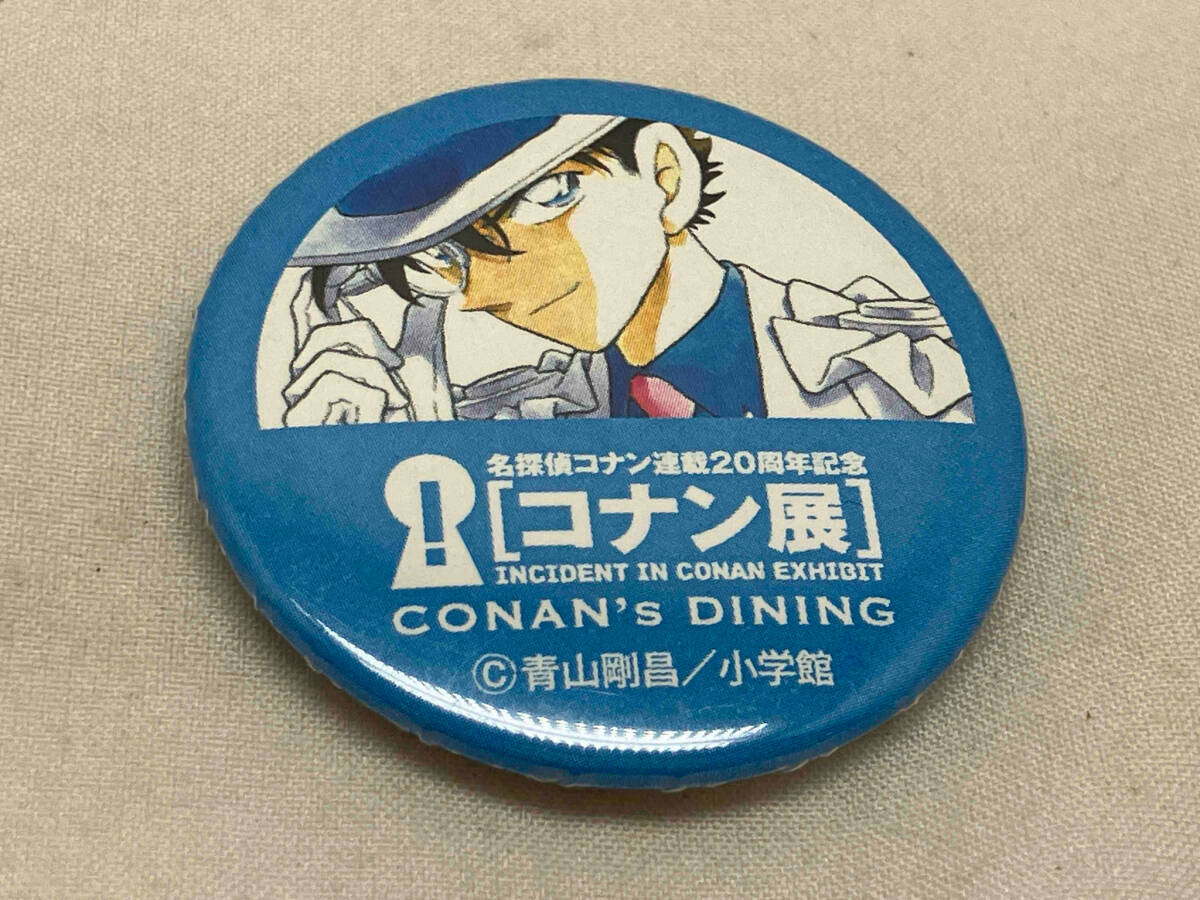 名探偵コナン連載20周年記念
[コナン展]
INCIDENT IN CONAN EXHIBIT
CONAN's DINING
©青山剛昌／小学館